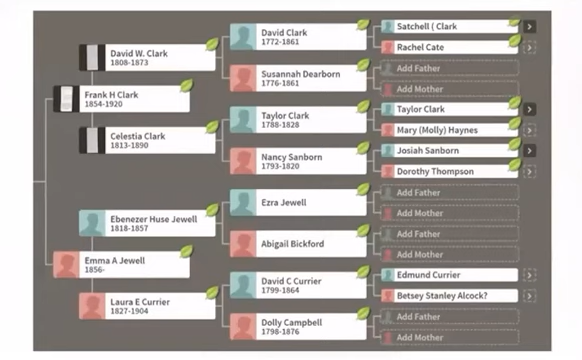 David W. Clark
1808-1873
Frank H Clark
1854-1920
Celestia Clark
1813-1890
Ebenezer Huse Jewell
1818-1857
Emma A Jewell
1856-
Laura E Currier
1827-1904
David Clark
1772-1861
Susannah Dearborn
1776-1861
Taylor Clark
1788-1828
Nancy Sanborn
1793-1820
Ezra Jewell
Abigail Bickford
David C Currier
1799-1864
Dolly Campbell
1798-1876
Satchell ( Clark
Rachel Cate
Add Father
Add Mother
Taylor Clark
Mary (Molly) Haynes
Josiah Sanborn
Dorothy Thompson
Add Father
Add Mother
Add Father
Add Mother
Edmund Currier
Betsey Stanley Alcock?
Add Father
Add Mother